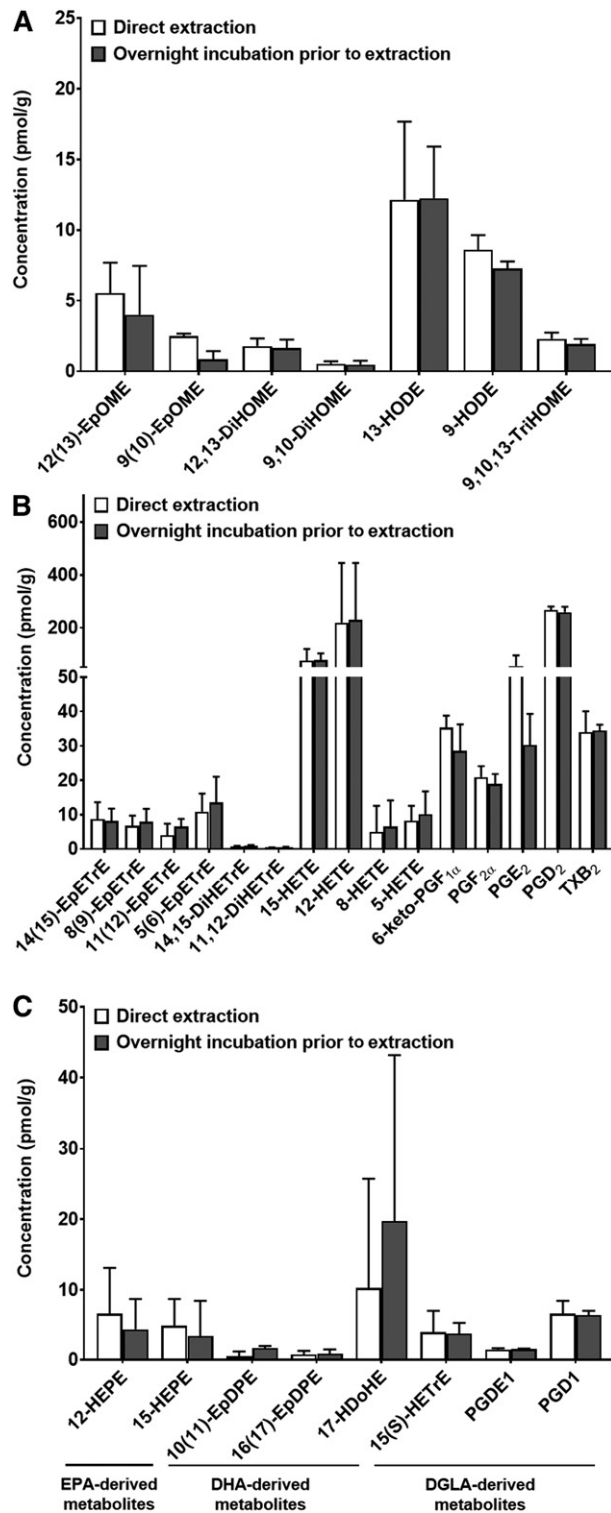 A
Direct extraction
Overnight incubation prior to extraction
Concentration (pmol/g)
25
20
15
10
5
0
12(13)-EpOME
9(10)-EpOME
12,13-DiHOME
9,10-DiHOME
13-HODE
9-HODE
9,10,13-TriHOME
B
Direct extraction
Overnight incubation prior to extraction
Concentration (pmol/g)
600
400
200
50
40
30
20
10
0
14(15)-EpETrE
8(9)-EpETrE
11(12)-EpETrE
5(6)-EpETrE
14,15-DiHETrE
11,12-DiHETrE
15-HETE
12-HETE
8-HETE
5-HETE
6-keto-PGF1α
PGF2α
PGE2
PGD2
TXB2
C
Direct extraction
Overnight incubation prior to extraction
Concentration (pmol/g)
50
40
30
20
10
0
12-HEPE
15-HEPE
10(11)-EpDPE
16(17)-EpDPE
17-HDoHE
15(S)-HETrE
PGDE1
PGD1
EPA-derived
metabolites
DHA-derived
metabolites
DGLA-derived
metabolites